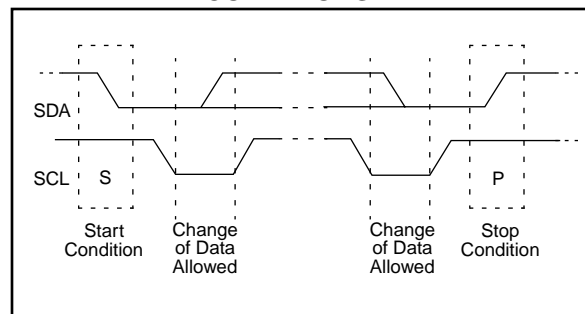 SDA
SCL S P
Start Condition
Change of Data Allowed
Change of Data Allowed
Stop Condition